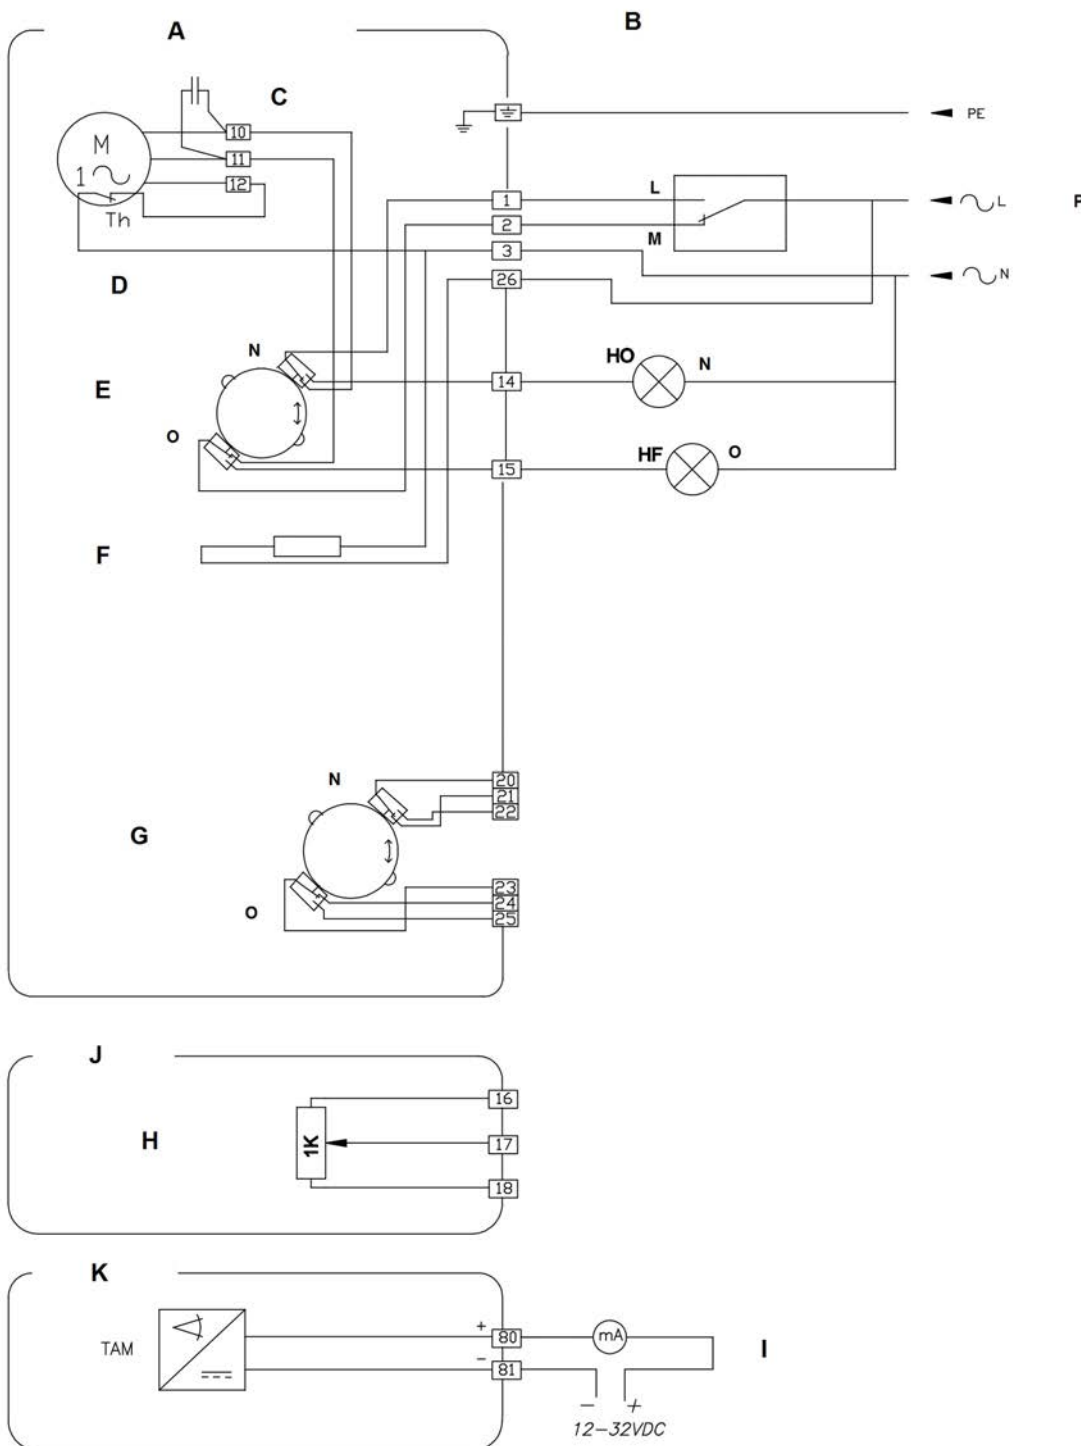 A
B
C
PE
M
1
Th
10
11
12
1
2
3
26
L
M
L
P
N
D
N
E
O
14
HO
N
15
HF
O
F
N
20
21
22
G
23
24
25
O
J
16
H
1K
17
18
K
TAM
+
80
mA
I
-
81
- +
12-32VDC